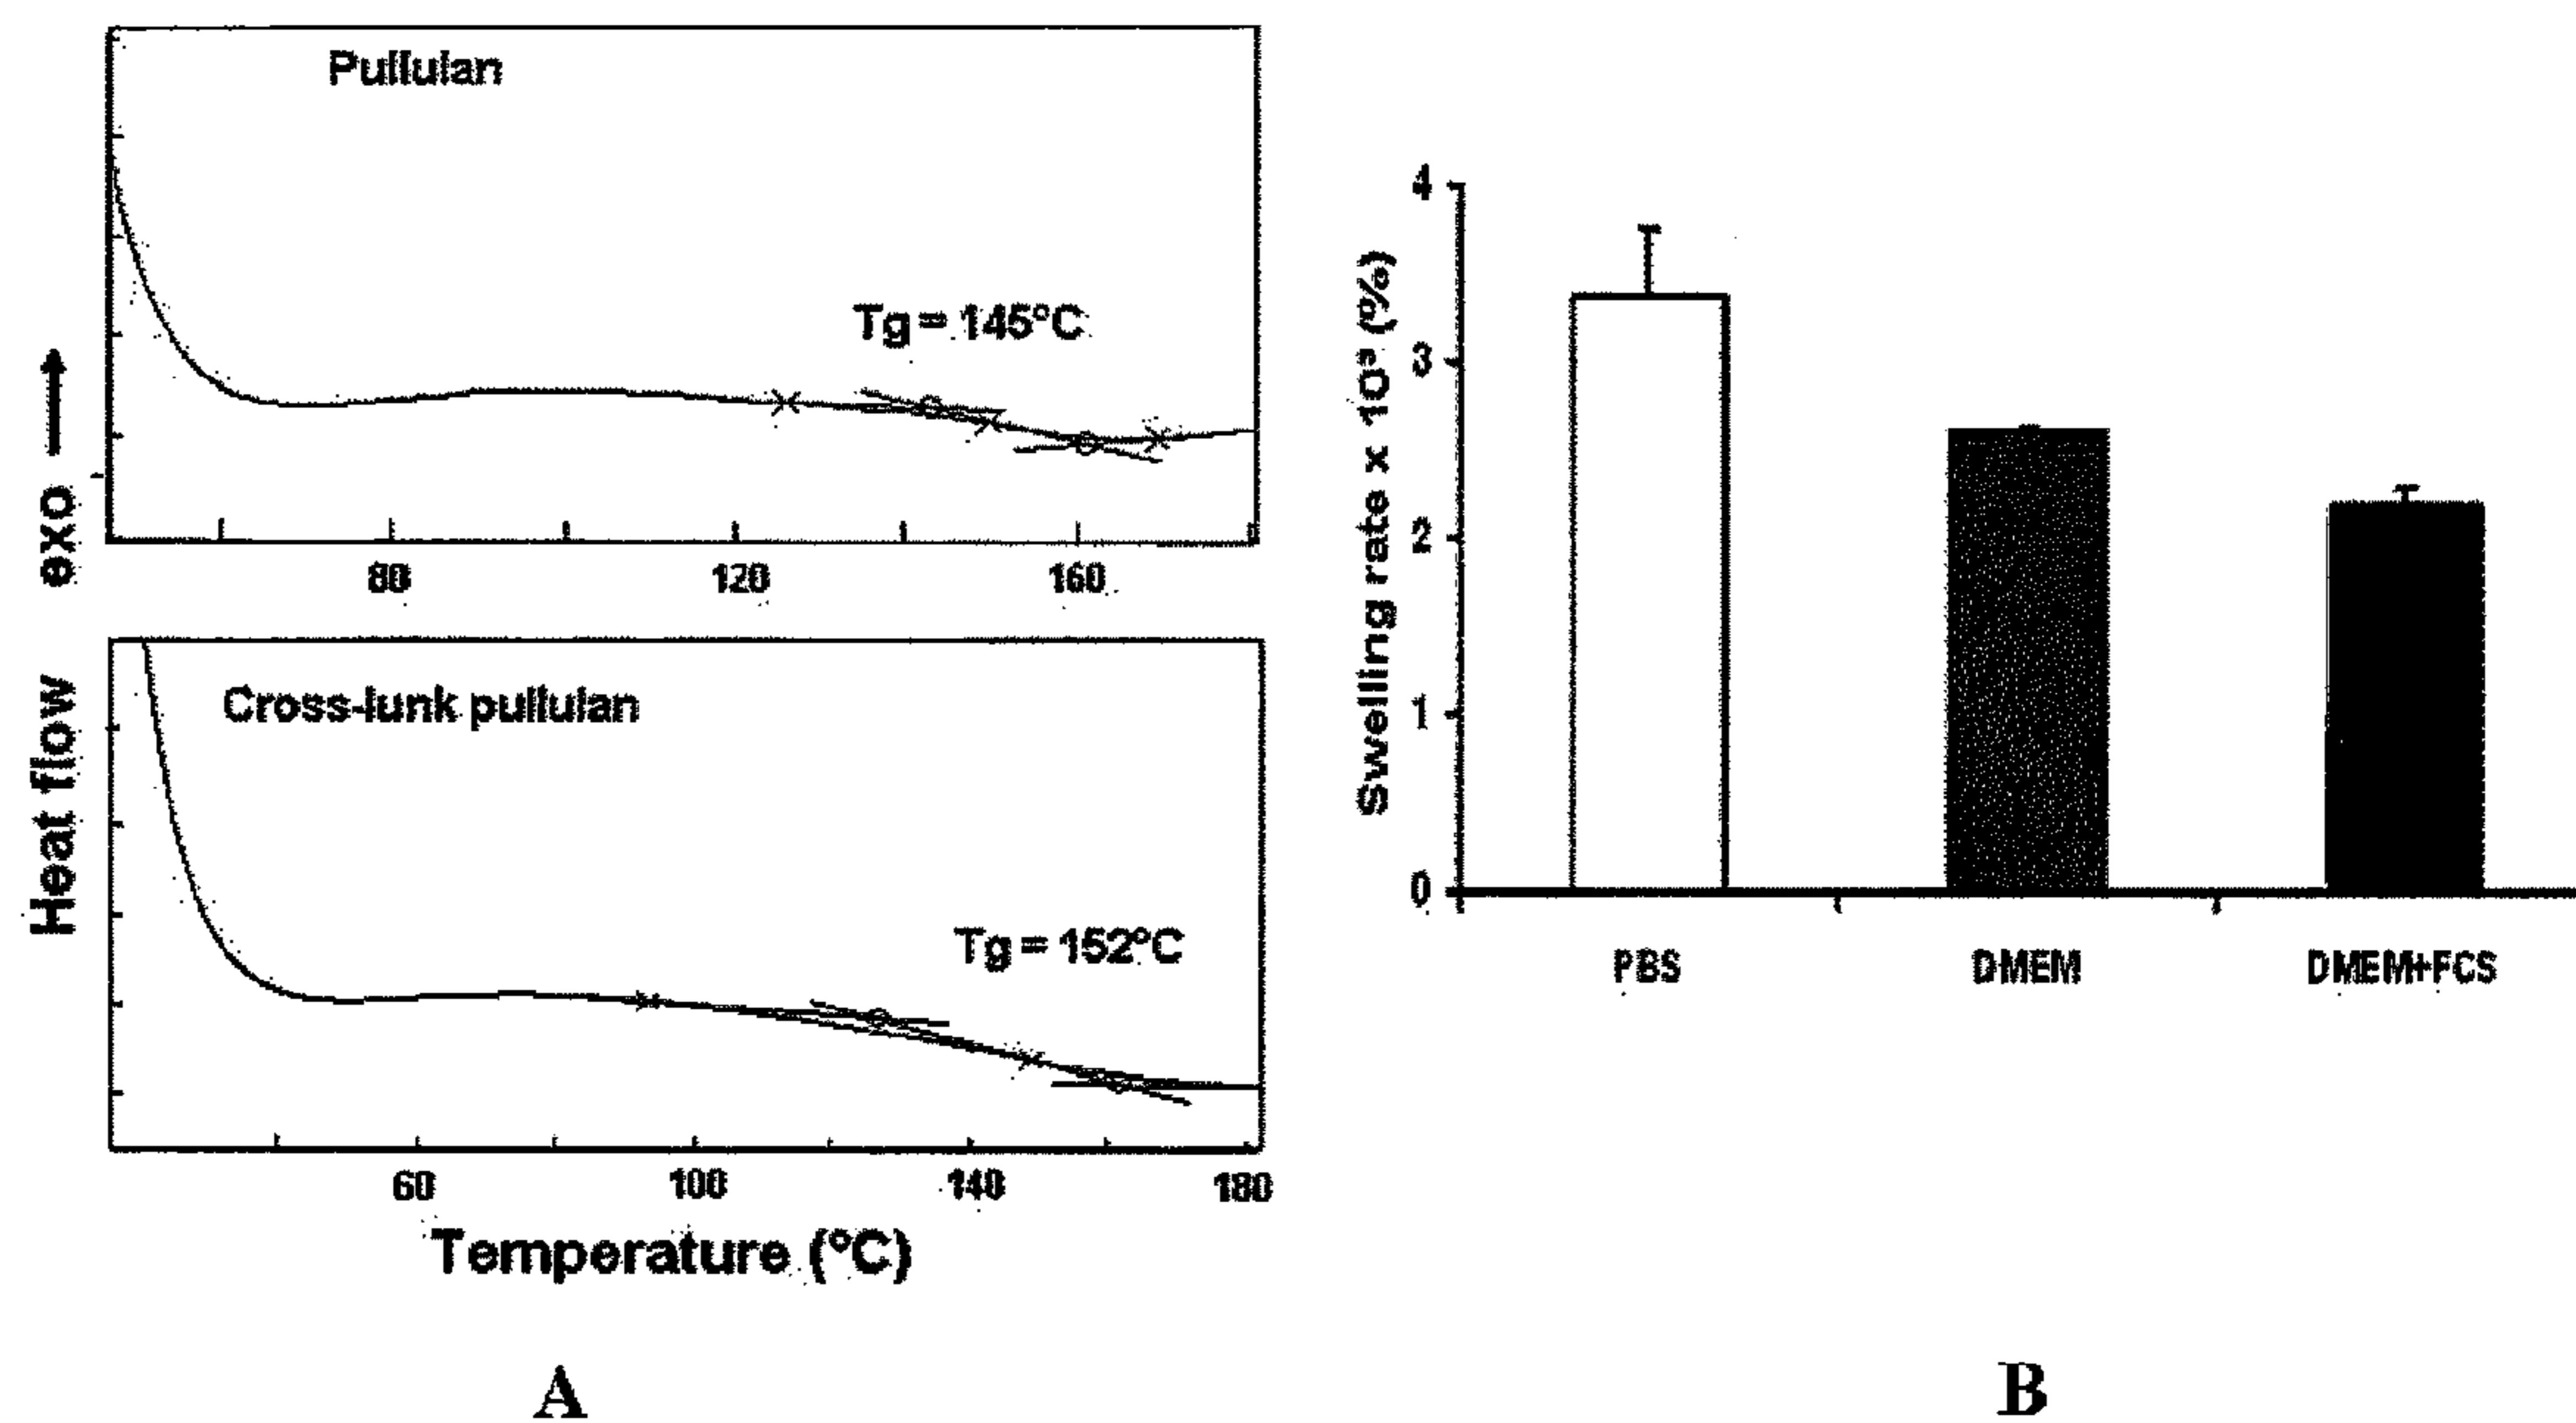 Pullulan
Tg = 145°C
80 120 160
exo
Heat flow
Cross-lunk pullulan
Tg = 152°C
60 100 140 180
Temperature (°C)
A
Swelling rate x 10³ (%)
4
3
2
1
0
PBS DMEM DMEM+FCS
B